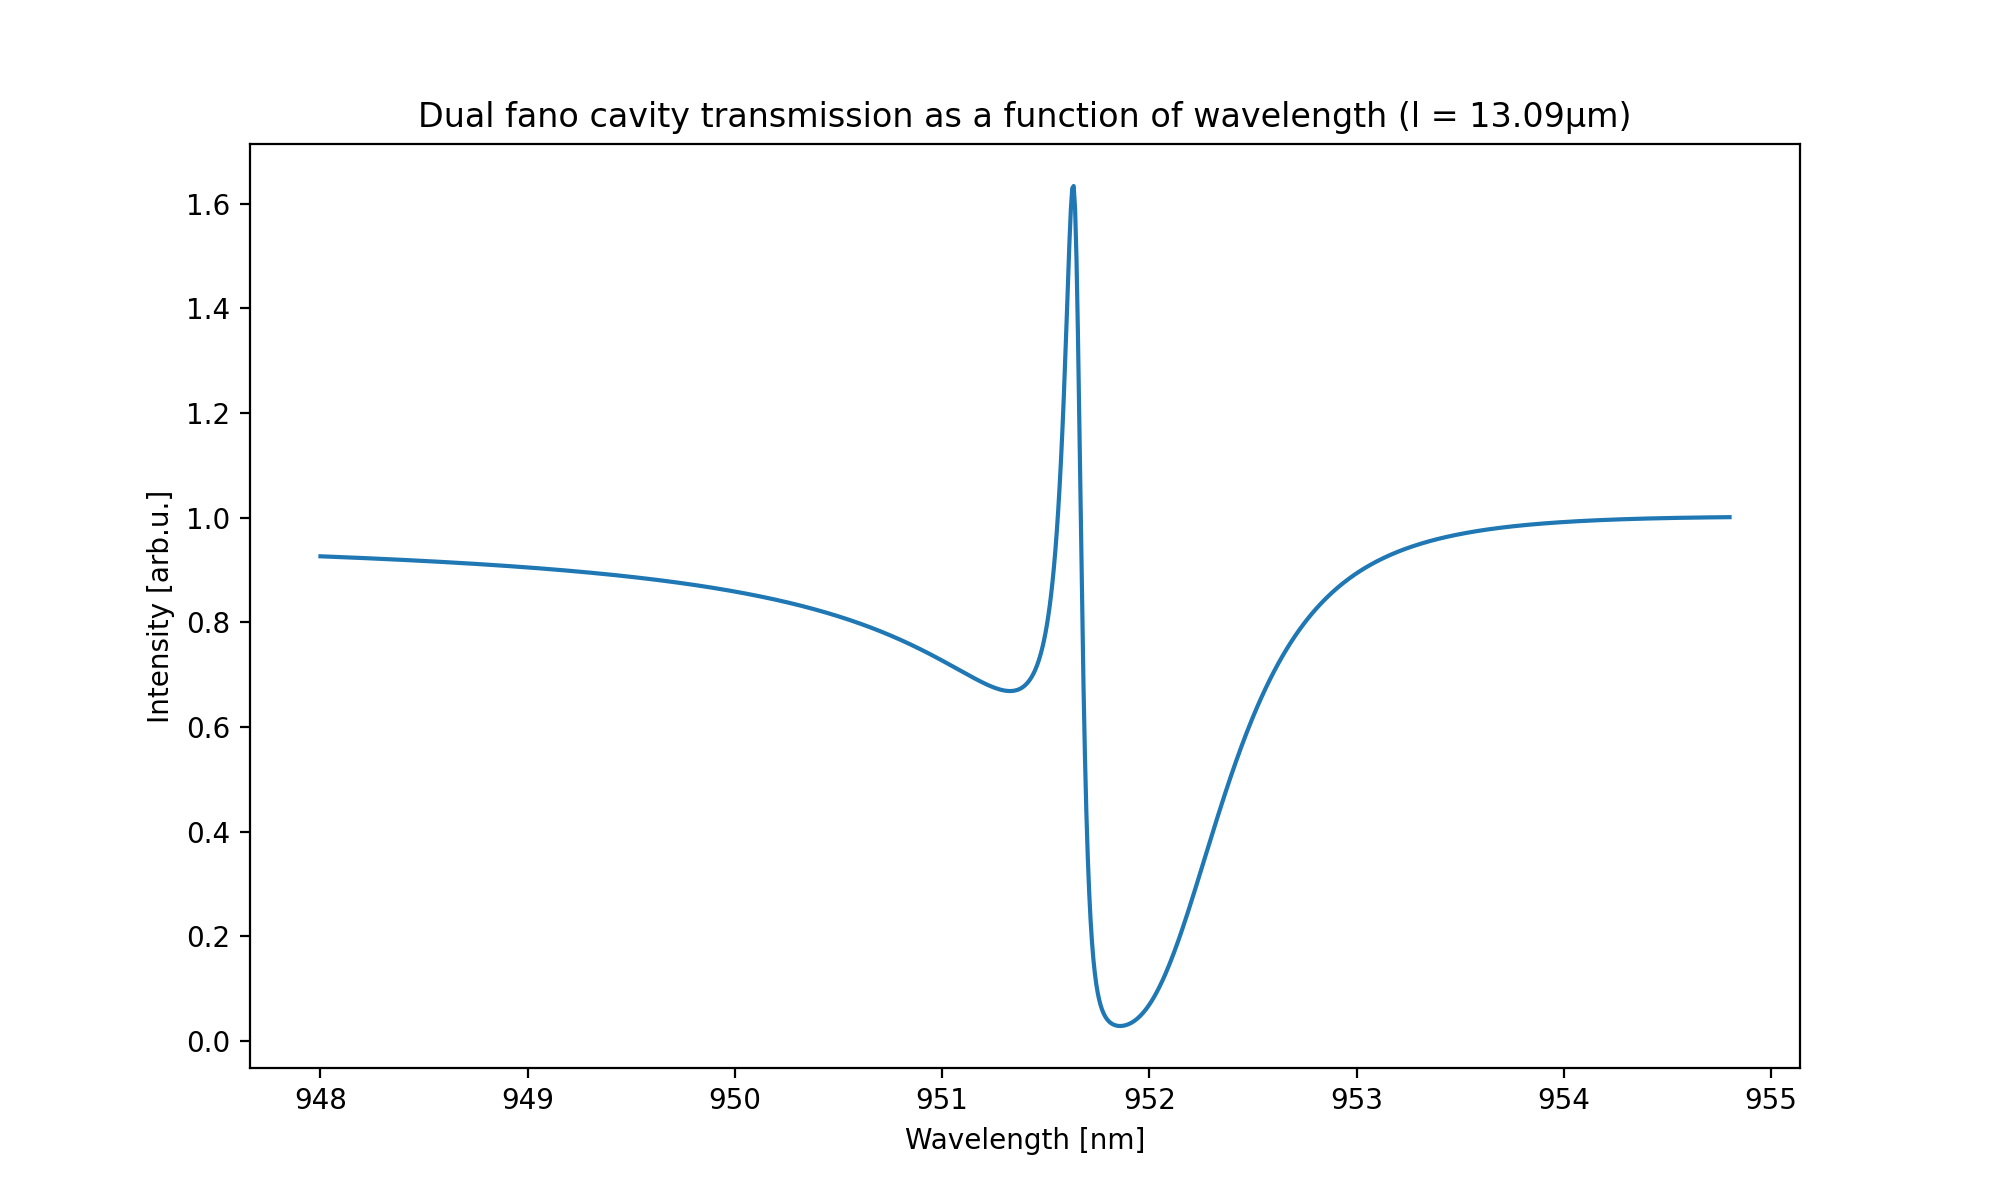 Dual fano cavity transmission as a function of wavelength (l = 13.09μm)
Intensity [arb.u.]
1.6
1.4
1.2
1.0
0.8
0.6
0.4
0.2
0.0
948 949 950 951 952 953 954 955
Wavelength [nm]